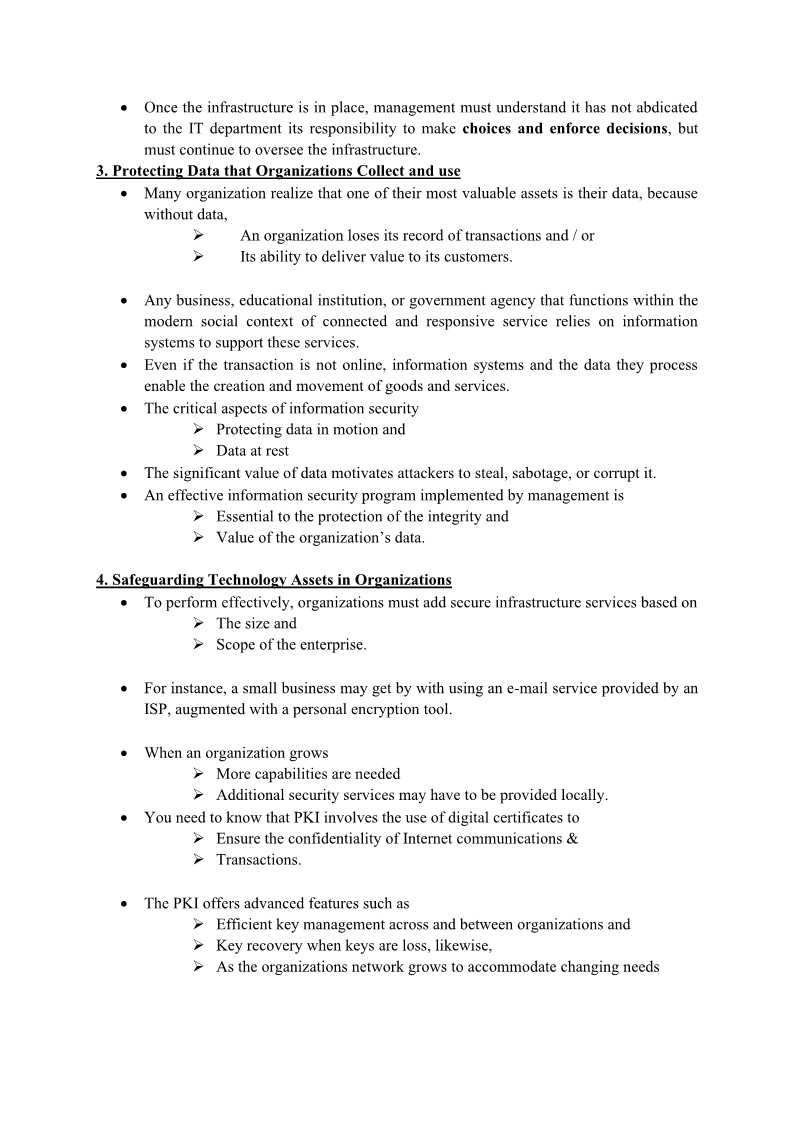 • Once the infrastructure is in place, management must understand it has not abdicated
to the IT department its responsibility to make choices and enforce decisions, but
must continue to oversee the infrastructure.
3. Protecting Data that Organizations Collect and use
• Many organization realize that one of their most valuable assets is their data, because
without data,
➢ An organization loses its record of transactions and / or
➢ Its ability to deliver value to its customers.
• Any business, educational institution, or government agency that functions within the
modern social context of connected and responsive service relies on information
systems to support these services.
• Even if the transaction is not online, information systems and the data they process
enable the creation and movement of goods and services.
• The critical aspects of information security
➢ Protecting data in motion and
➢ Data at rest
• The significant value of data motivates attackers to steal, sabotage, or corrupt it.
• An effective information security program implemented by management is
➢ Essential to the protection of the integrity and
➢ Value of the organization’s data.
4. Safeguarding Technology Assets in Organizations
• To perform effectively, organizations must add secure infrastructure services based on
➢ The size and
➢ Scope of the enterprise.
• For instance, a small business may get by with using an e-mail service provided by an
ISP, augmented with a personal encryption tool.
• When an organization grows
➢ More capabilities are needed
➢ Additional security services may have to be provided locally.
• You need to know that PKI involves the use of digital certificates to
➢ Ensure the confidentiality of Internet communications &
➢ Transactions.
• The PKI offers advanced features such as
➢ Efficient key management across and between organizations and
➢ Key recovery when keys are loss, likewise,
➢ As the organizations network grows to accommodate changing needs